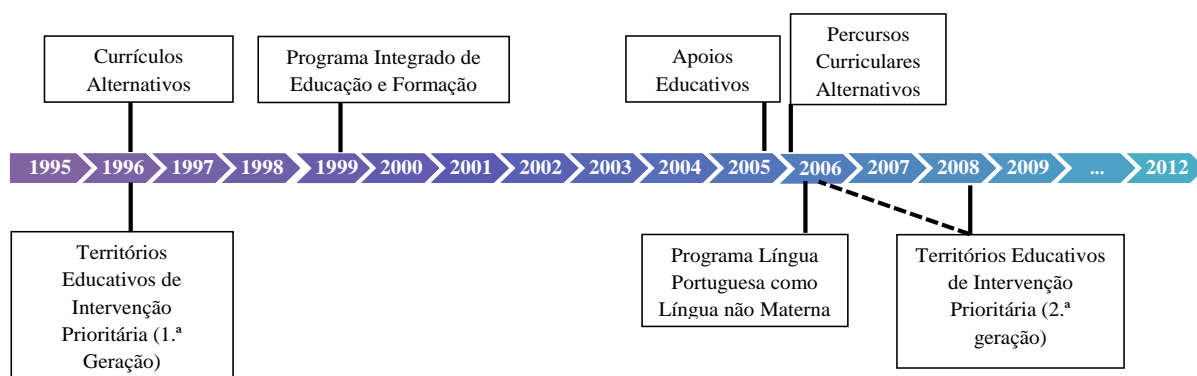 Currículos
Alternativos
Programa Integrado de
Educação e Formação
Apoios
Educativos
Percursos
Curriculares
Alternativos
1995 1996 1997 1998 1999 2000 2001 2002 2003 2004 2005 2006 2007 2008 2009 ... 2012
Territórios
Educativos de
Intervenção
Prioritária (1.ª
Geração)
Programa Língua
Portuguesa como
Língua não Materna
Territórios Educativos
de Intervenção
Prioritária (2.ª
geração)